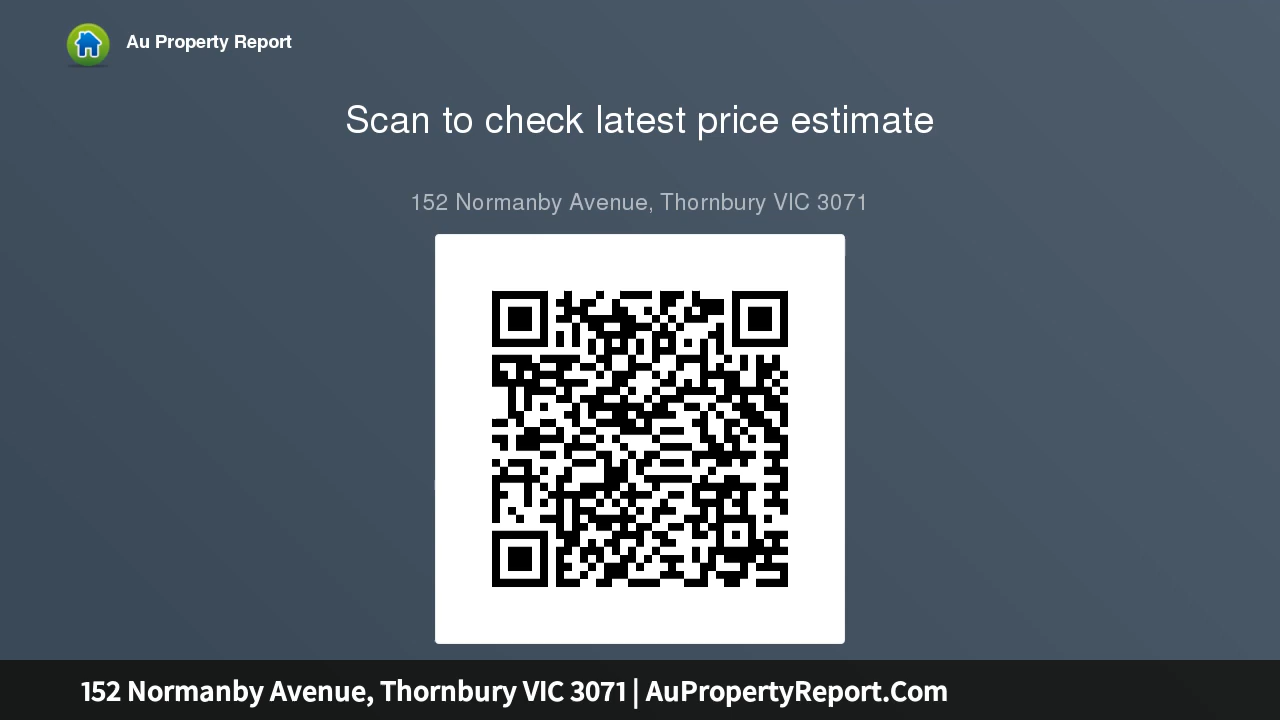 Au Property Report
Scan to check latest price estimate
152 Normanby Avenue, Thornbury VIC 3071
152 Normanby Avenue, Thornbury VIC 3071 | AuPropertyReport.Com